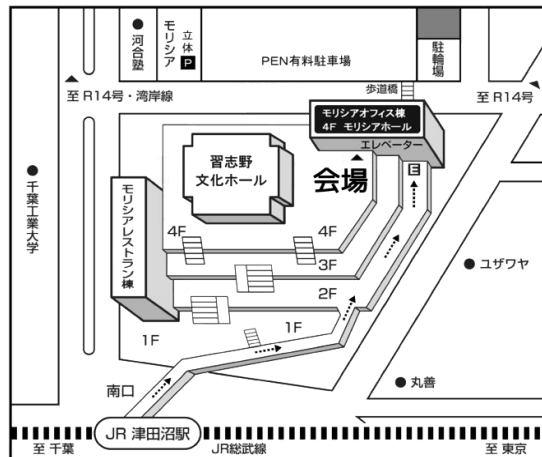 河合塾
モリシア
立体
P
PEN有料駐車場
駐輪場
至 R14号・湾岸線
歩道橋
至 R14号
モリシアオフィス棟
4F モリシアホール
エレベーター
E
習志野
文化ホール
会場
千葉工業大学
モリシアレストラン棟
4F
4F
3F
2F
1F
1F
ユザワヤ
丸善
南口
JR 津田沼駅
至 千葉
JR総武線
至 東京